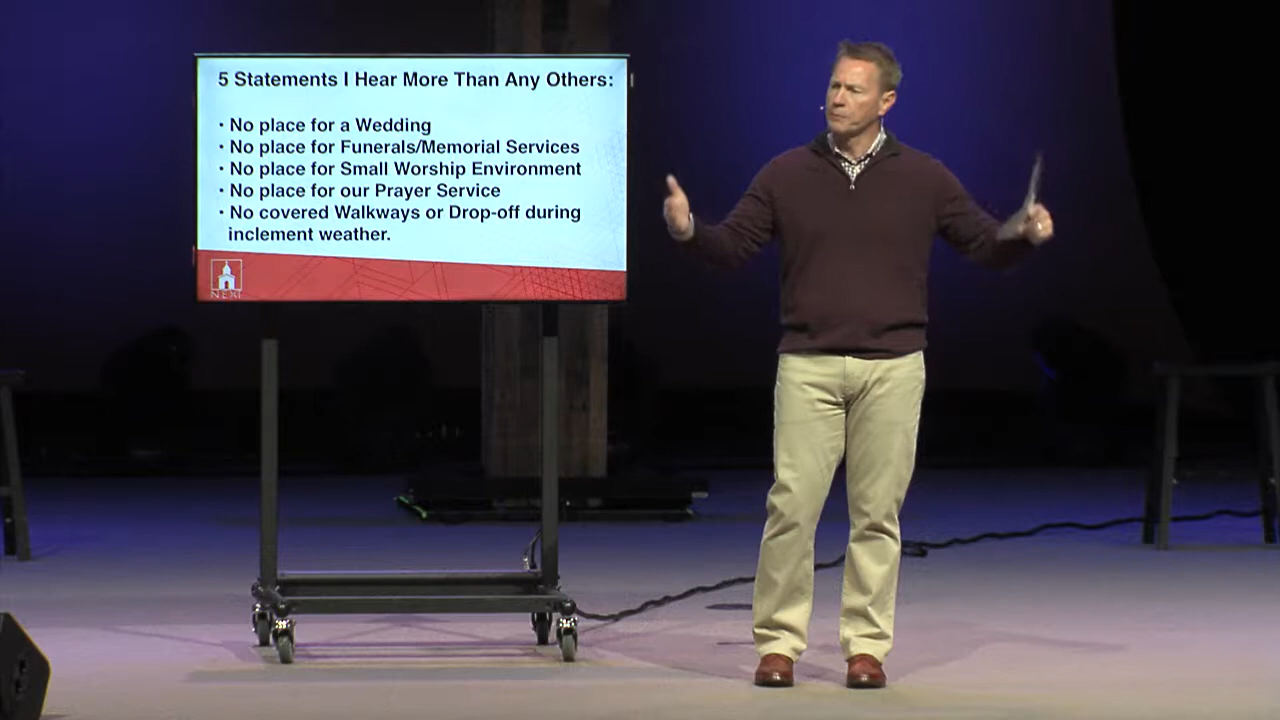 5 Statements I Hear More Than Any Others:
· No place for a Wedding
· No place for Funerals/Memorial Services
· No place for Small Worship Environment
· No place for our Prayer Service
· No covered Walkways or Drop-off during
inclement weather.
NEXT